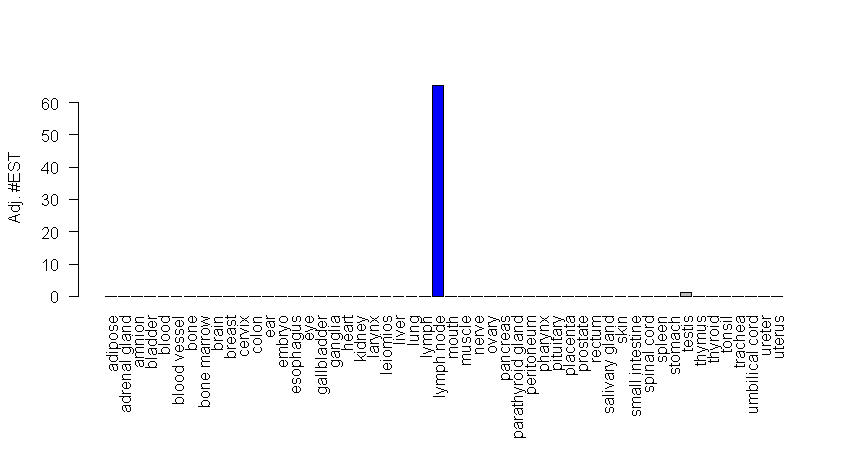 Adj. #EST
60
50
40
30
20
10
0
adipose
adrenal gland
amnion
bladder
blood
blood vessel
bone
bone marrow
brain
breast
cervix
colon
ear
embryo
esophagus
eye
gallbladder
ganglia
heart
kidney
larynx
leiomios
liver
lung
lymph
lymph node
mouth
muscle
nerve
ovary
pancreas
parathyroid gland
peritoneum
pharynx
pituitary
placenta
prostate
rectum
salivary gland
skin
small intestine
spinal cord
spleen
stomach
testis
thymus
thyroid
tonsil
trachea
umbilical cord
ureter
uterus